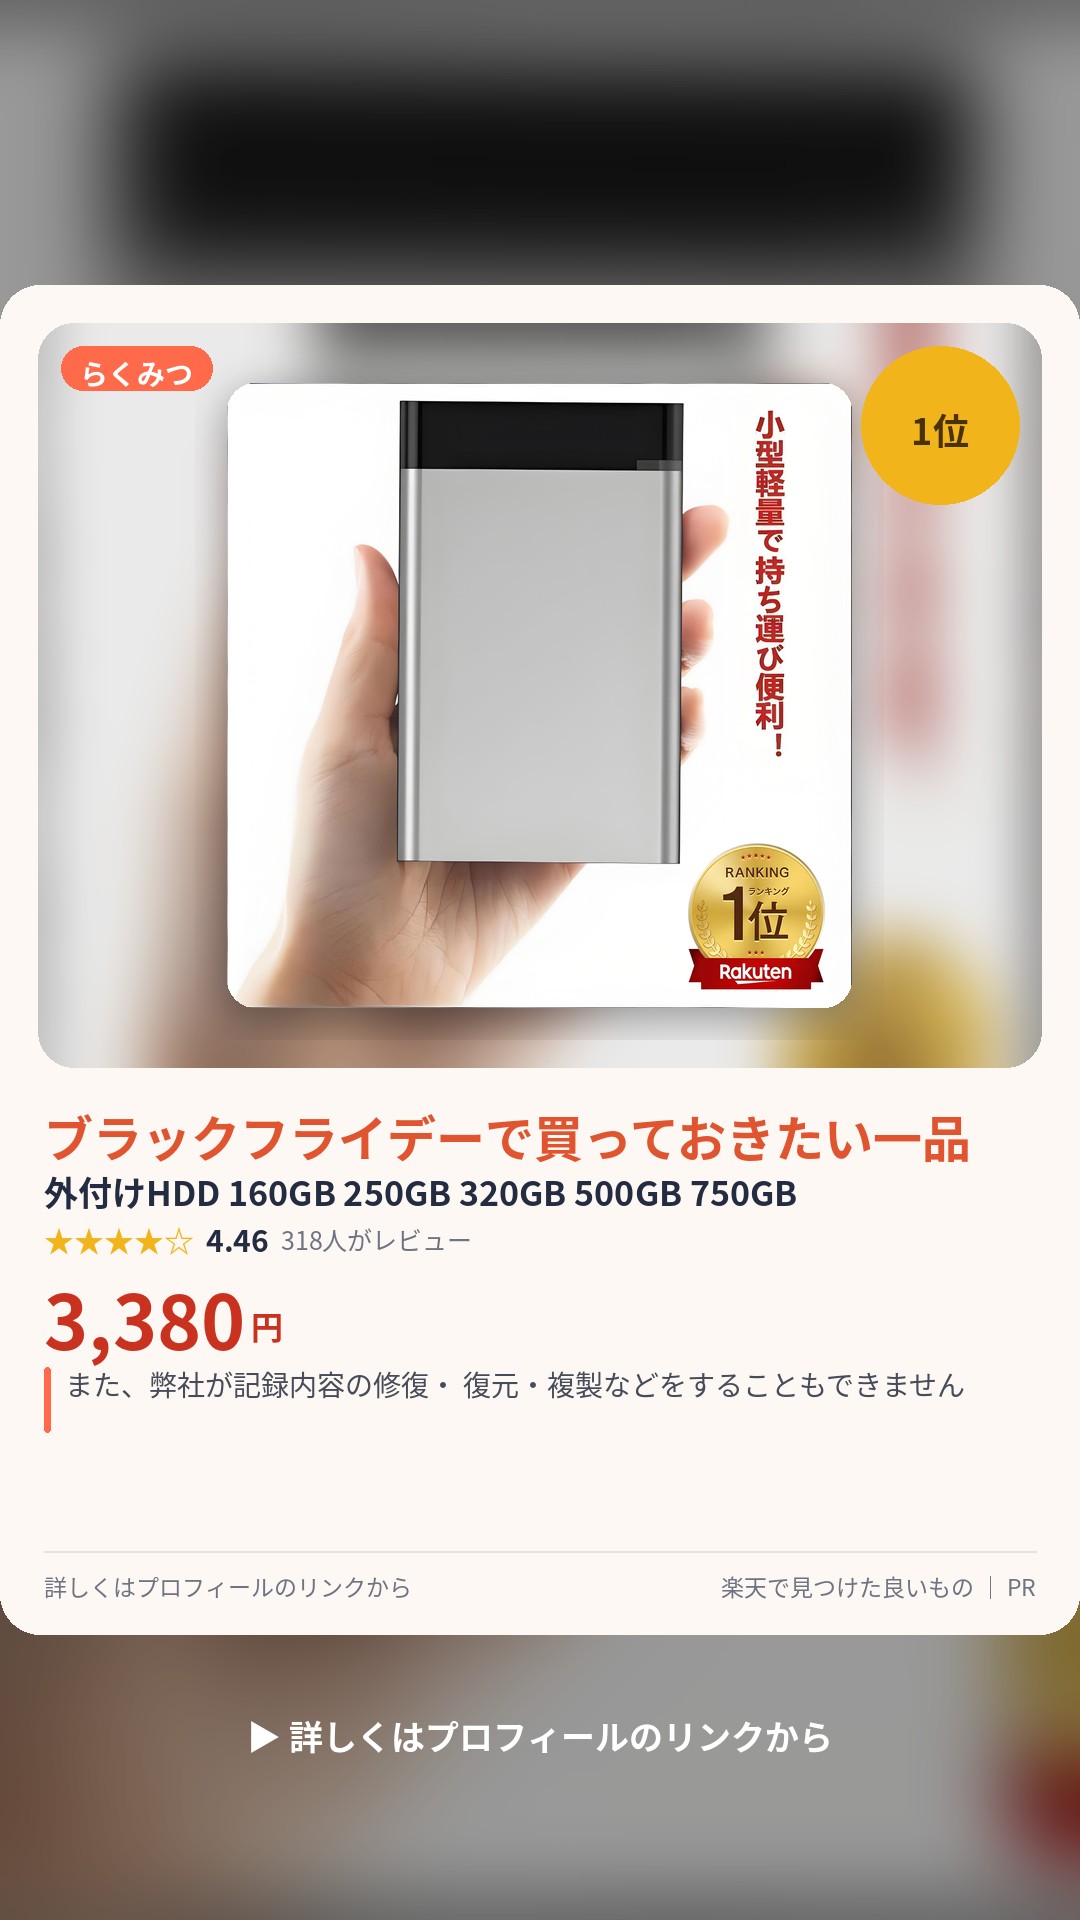 らくみつ
1位
小型軽量で持ち運び便利！
RANKING
ランキング
1位
Rakuten
ブラックフライデーで買っておきたい一品
外付けHDD 160GB 250GB 320GB 500GB 750GB
★★★★☆ 4.46 318人がレビュー
3,380円
また、弊社が記録内容の修復・ 復元・複製などをすることもできません
詳しくはプロフィールのリンクから
楽天で見つけた良いもの｜PR
▶ 詳しくはプロフィールのリンクから